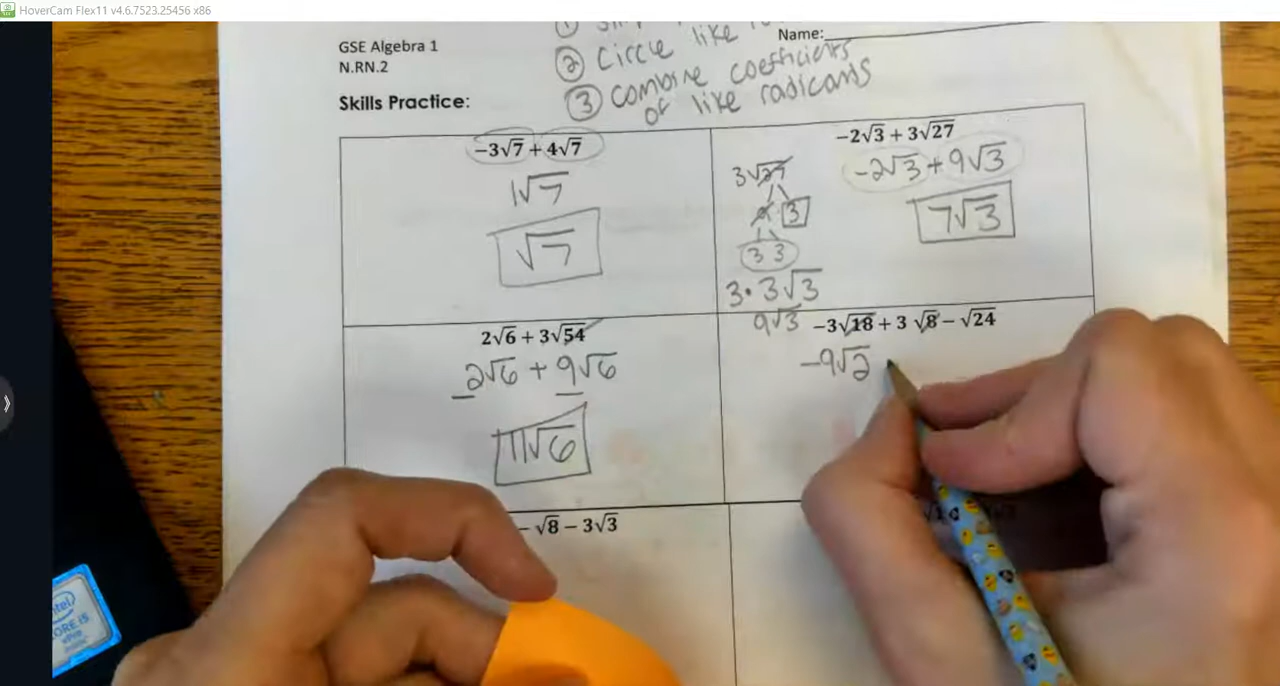 HoverCam Flex11 v4.6.7523.25456 x86
GSE Algebra 1
N.RN.2
Name:
② Circle like
③ combine coefficients
of like radicands
Skills Practice:
-3√7 + 4√7
1√7
√7
-2√3 + 3√27
-2√3 + 9√3
7√3
3√27
9 3
3 3
3·3√3
9√3
2√6 + 3√54
2√6 + 9√6
11√6
-3√18 + 3 √8 - √24
-9√2
- √8 - 3√3